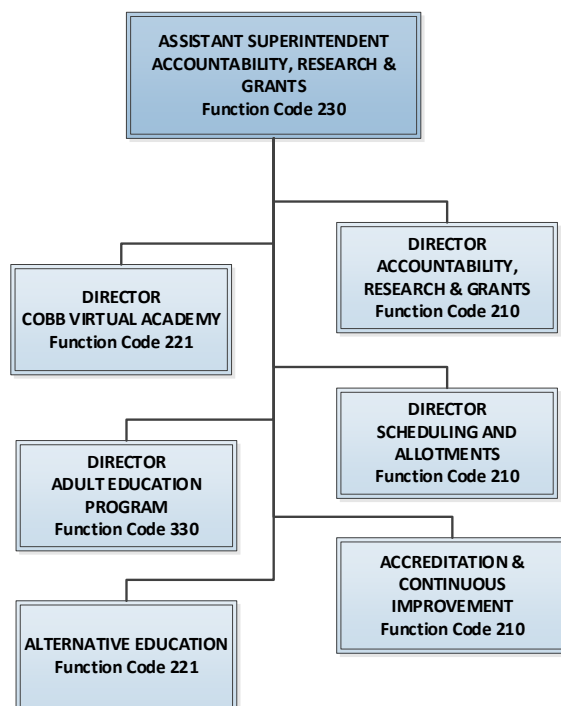 ASSISTANT SUPERINTENDENT
ACCOUNTABILITY, RESEARCH &
GRANTS
Function Code 230
DIRECTOR
ACCOUNTABILITY,
RESEARCH & GRANTS
Function Code 210
DIRECTOR
COBB VIRTUAL ACADEMY
Function Code 221
DIRECTOR
SCHEDULING AND
ALLOTMENTS
Function Code 210
DIRECTOR
ADULT EDUCATION
PROGRAM
Function Code 330
ACCREDITATION &
CONTINUOUS
IMPROVEMENT
Function Code 210
ALTERNATIVE EDUCATION
Function Code 221